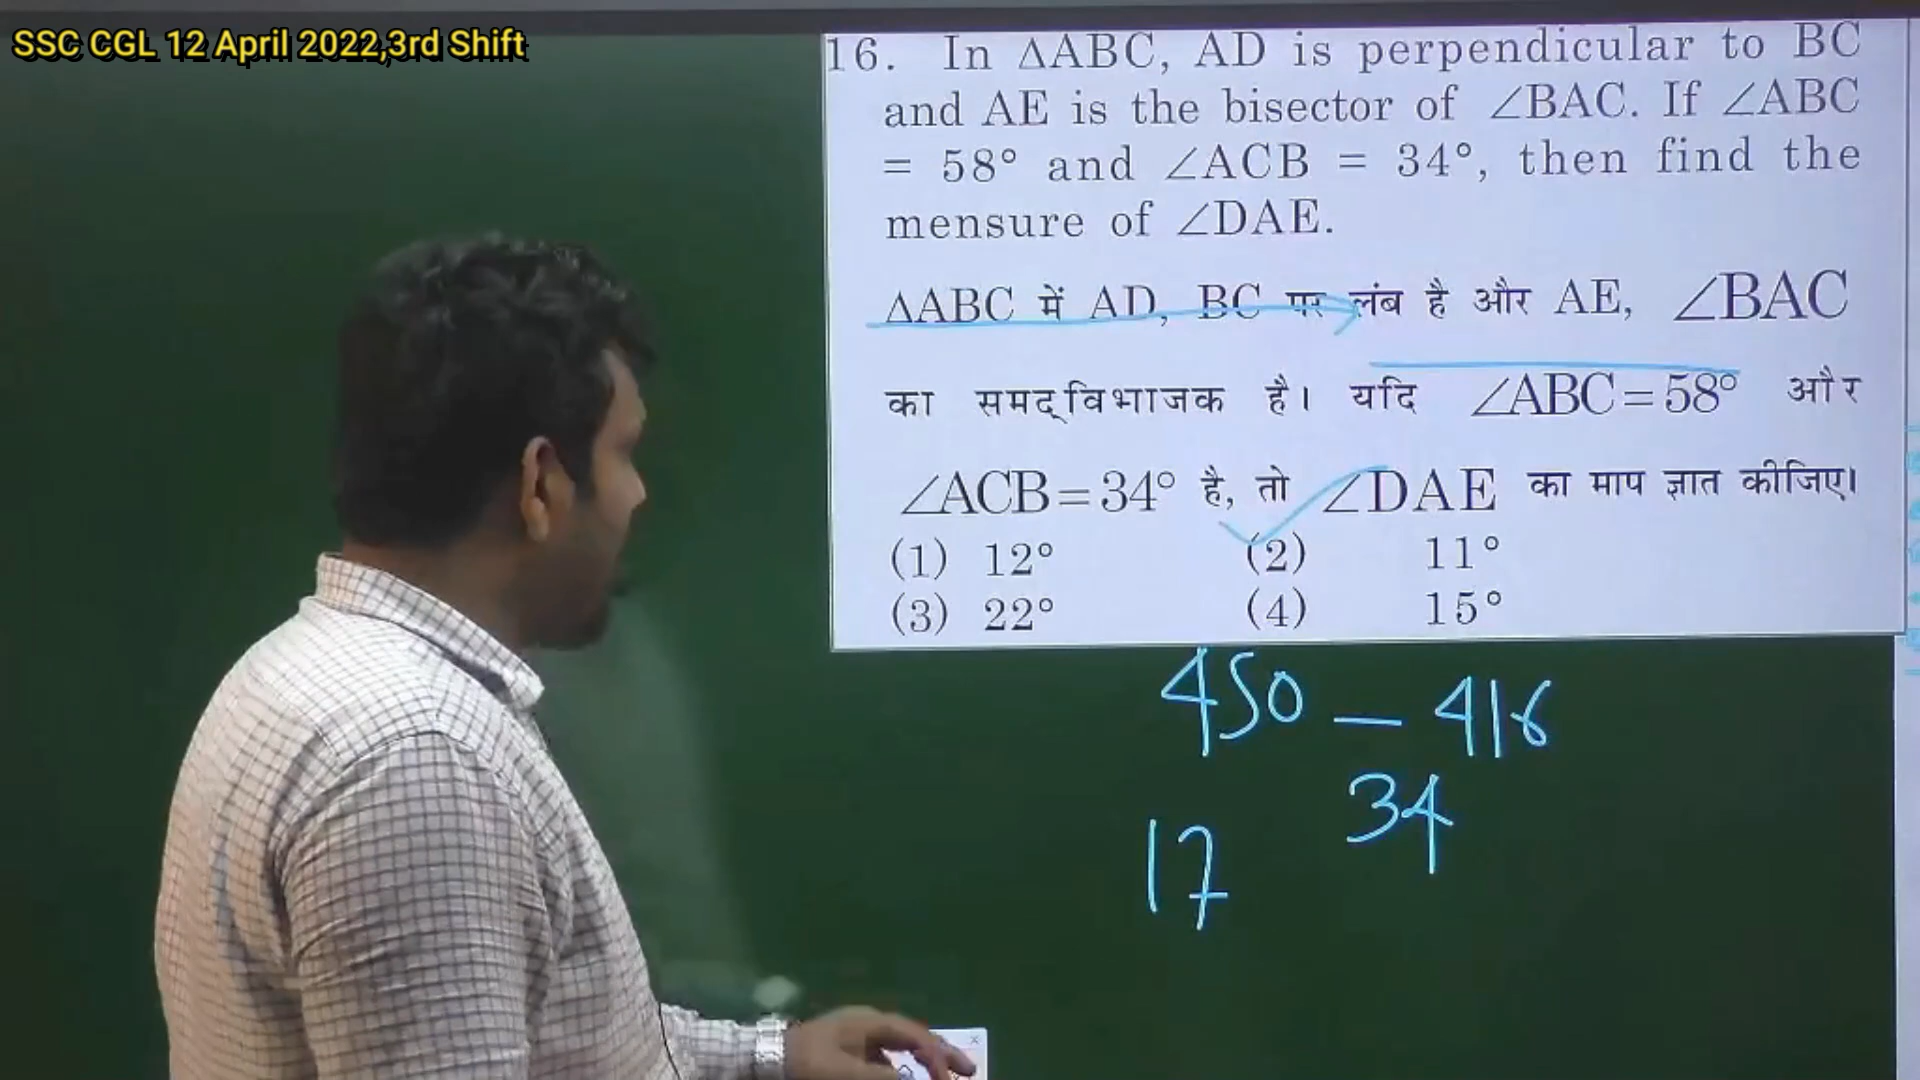 SSC CGL 12 April 2022,3rd Shift
16. In ΔABC, AD is perpendicular to BC
and AE is the bisector of ∠BAC. If ∠ABC
= 58° and ∠ACB = 34°, then find the
mensure of ∠DAE.
ΔABC में AD, BC पर लंब है और AE, ∠BAC
का समद्विभाजक है। यदि ∠ABC=58° और
∠ACB=34° है, तो ∠DAE का माप ज्ञात कीजिए।
(1) 12° (2) 11°
(3) 22° (4) 15°
450 — 416
34
17